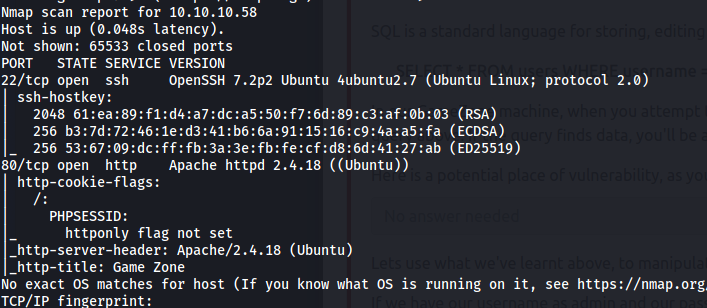 Nmap scan report for 10.10.10.58
Host is up (0.048s latency).
Not shown: 65533 closed ports
PORT   STATE SERVICE VERSION
22/tcp open  ssh     OpenSSH 7.2p2 Ubuntu 4ubuntu2.7 (Ubuntu Linux; protocol 2.0)
| ssh-hostkey:
|   2048 61:ea:89:f1:d4:a7:dc:a5:50:f7:6d:89:c3:af:0b:03 (RSA)
|   256 b3:7d:72:46:1e:d3:41:b6:6a:91:15:16:c9:4a:a5:fa (ECDSA)
|_  256 53:67:09:dc:ff:fb:3a:3e:fb:fe:cf:d8:6d:41:27:ab (ED25519)
80/tcp open  http    Apache httpd 2.4.18 ((Ubuntu))
| http-cookie-flags:
|   /:
|     PHPSESSID:
|_      httponly flag not set
|_http-server-header: Apache/2.4.18 (Ubuntu)
|_http-title: Game Zone
No exact OS matches for host (If you know what OS is running on it, see https://nmap.org/
TCP/IP fingerprint:
SQL is a standard language for storing, editing
SELECT * FROM users WHERE username
machine, when you attempt
query finds data, you'll be a
Here is a potential place of vulnerability, as you
No answer needed
Lets use what we've learnt above, to manipula
If we have our username as admin and our pas